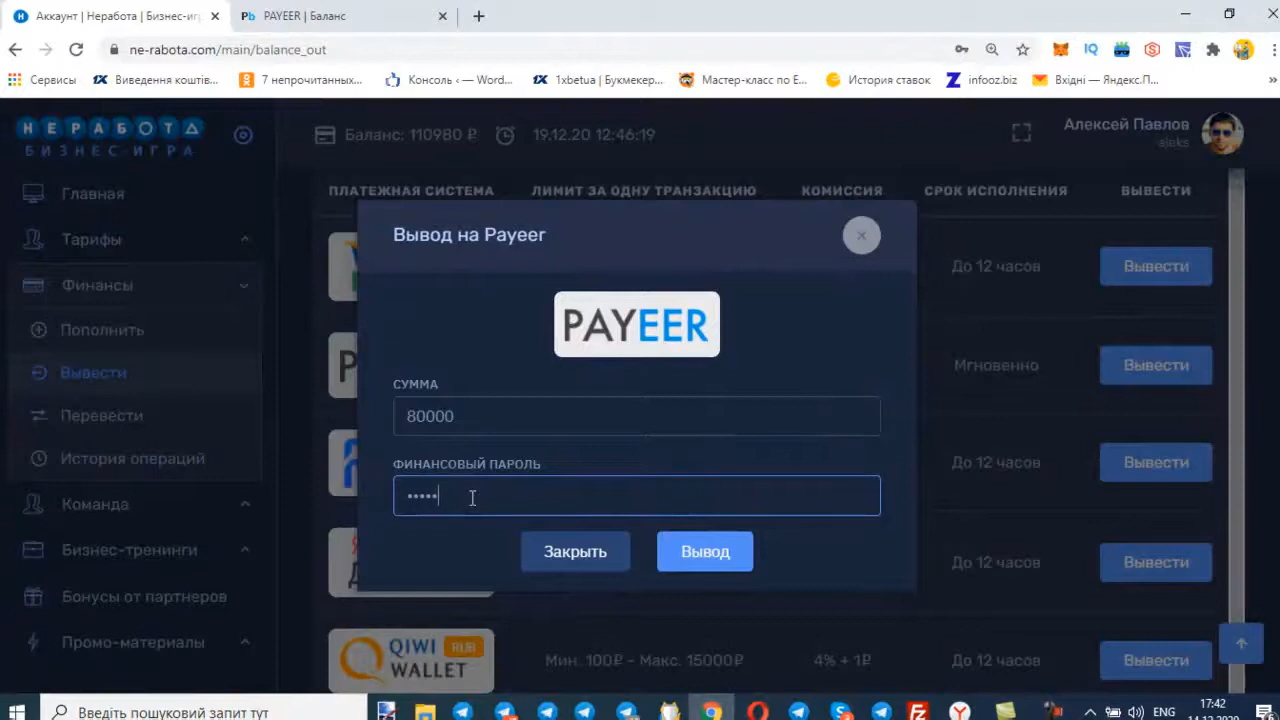 Аккаунт | Неработа | Бизнес-игр
PAYEER | Баланс
ne-rabota.com/main/balance_out
Сервисы
Виведення коштів...
7 непрочитанных...
Консоль ‹ — Word...
1xbetua | Букмекер...
Мастер-класс по Е...
История ставок
infooz.biz
Вхідні — Яндекс.П...
НЕРАБОТА
БИЗНЕС-ИГРА
Баланс: 110980 ₽
19.12.20 12:46:19
Алексей Павлов
ajeks
Главная
Тарифы
Финансы
Пополнить
Вывести
Перевести
История операций
Команда
Бизнес-тренинги
Бонусы от партнеров
Промо-материалы
ПЛАТЕЖНАЯ СИСТЕМА
ЛИМИТ ЗА ОДНУ ТРАНЗАКЦИЮ
КОМИССИЯ
СРОК ИСПОЛНЕНИЯ
ВЫВЕСТИ
До 12 часов
Вывести
Мгновенно
Вывести
До 12 часов
Вывести
До 12 часов
Вывести
QIWI RUB
WALLET
Мин. 100₽ - Макс. 15000₽
4% + 1₽
До 12 часов
Вывести
Вывод на Payeer
PAYEER
СУММА
80000
ФИНАНСОВЫЙ ПАРОЛЬ
•••••
Закрыть
Вывод
Введіть пошуковий запит тут
17:42